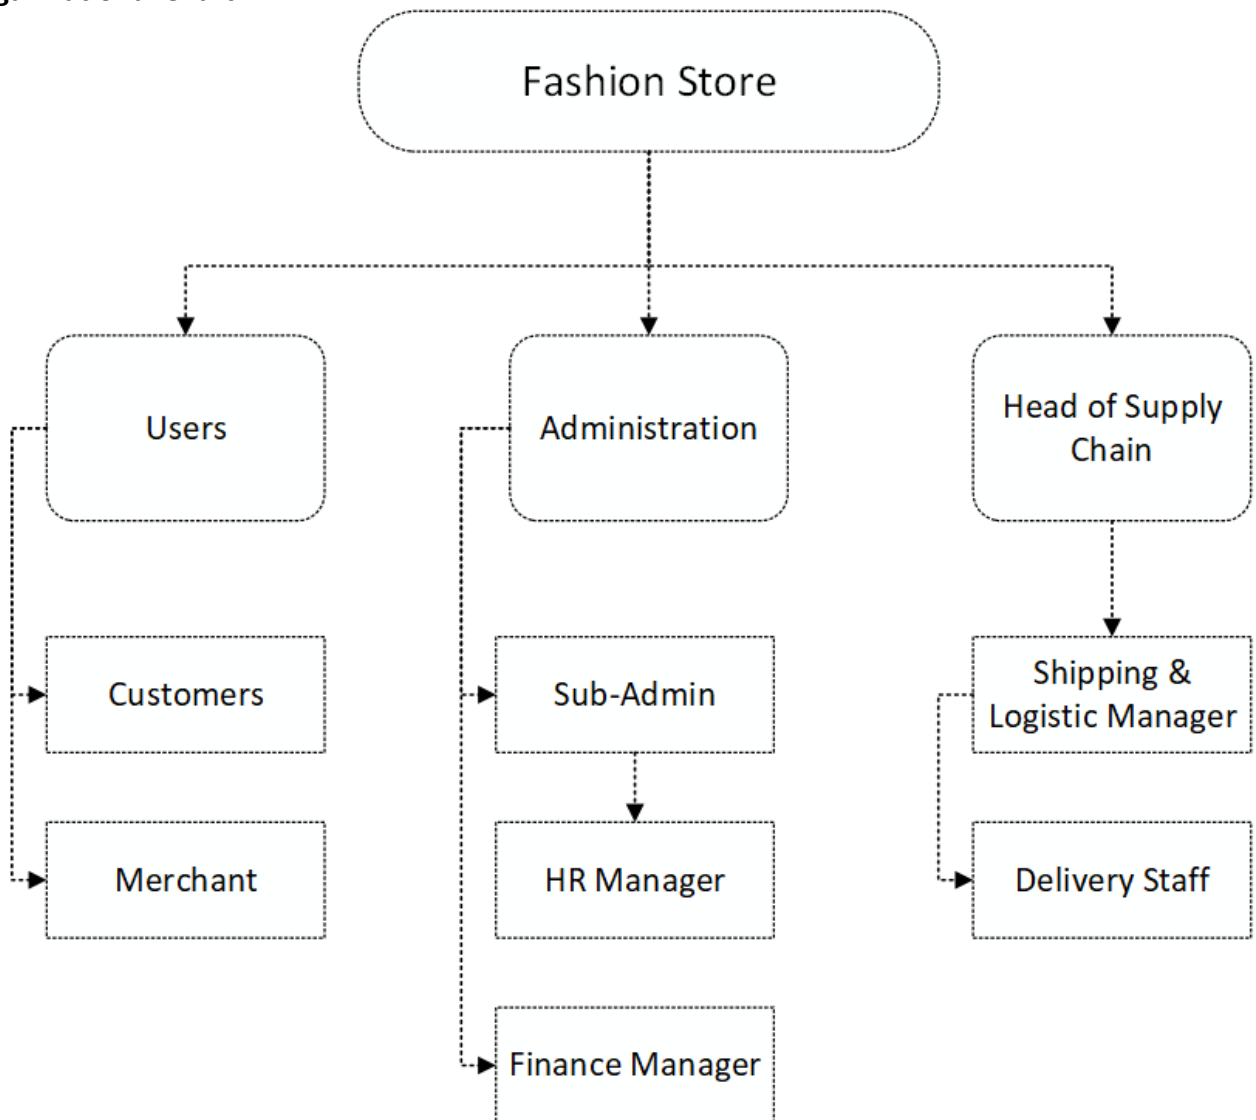 Fashion Store
Users
Administration
Head of Supply
Chain
Customers
Sub-Admin
Shipping &
Logistic Manager
Merchant
HR Manager
Delivery Staff
Finance Manager